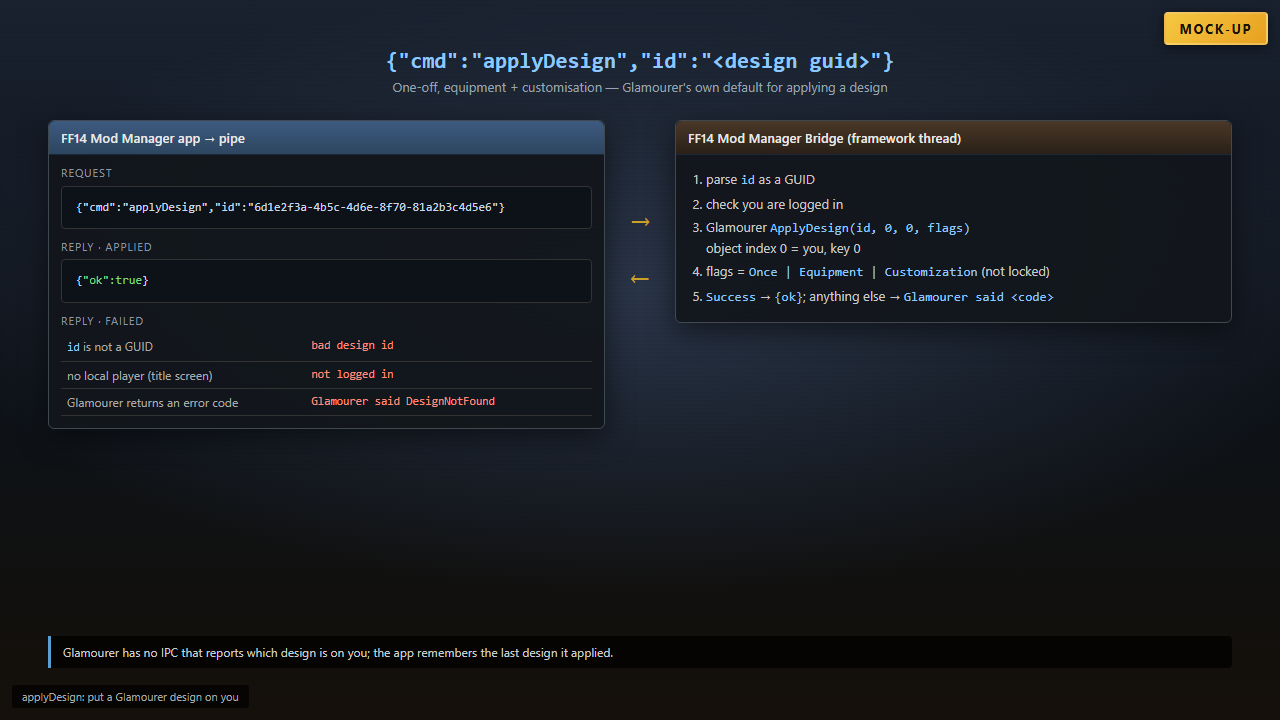 MOCK-UP
{"cmd":"applyDesign","id":"<design guid>"}
One-off, equipment + customisation — Glamourer's own default for applying a design
FF14 Mod Manager app → pipe
REQUEST
{"cmd":"applyDesign","id":"6d1e2f3a-4b5c-4d6e-8f70-81a2b3c4d5e6"}
REPLY · APPLIED
{"ok":true}
REPLY · FAILED
id is not a GUID bad design id
no local player (title screen) not logged in
Glamourer returns an error code Glamourer said DesignNotFound
→
←
FF14 Mod Manager Bridge (framework thread)
1. parse id as a GUID
2. check you are logged in
3. Glamourer ApplyDesign(id, 0, 0, flags)
object index 0 = you, key 0
4. flags = Once | Equipment | Customization (not locked)
5. Success → {ok}; anything else → Glamourer said <code>
Glamourer has no IPC that reports which design is on you; the app remembers the last design it applied.
applyDesign: put a Glamourer design on you